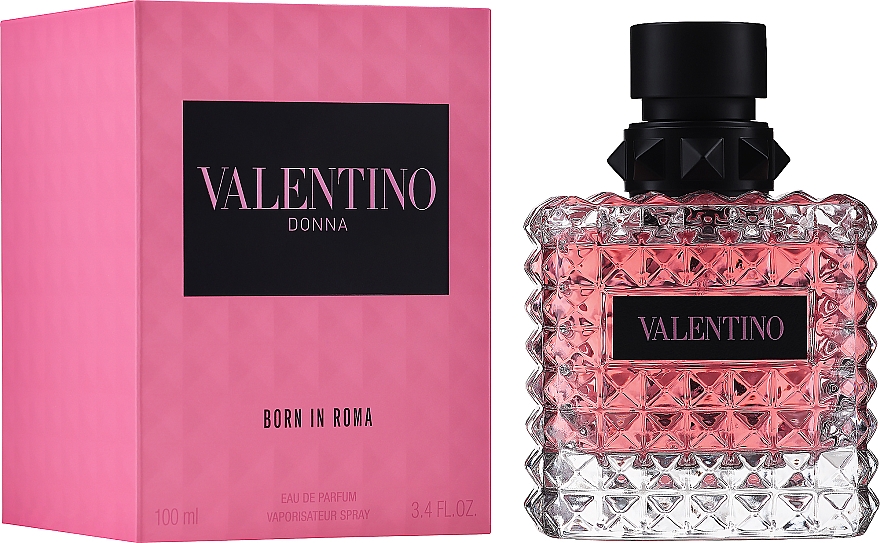 VALENTINO
DONNA
BORN IN ROMA
EAU DE PARFUM
100 ml VAPORISATEUR SPRAY 3.4 FL.OZ.
VALENTINO